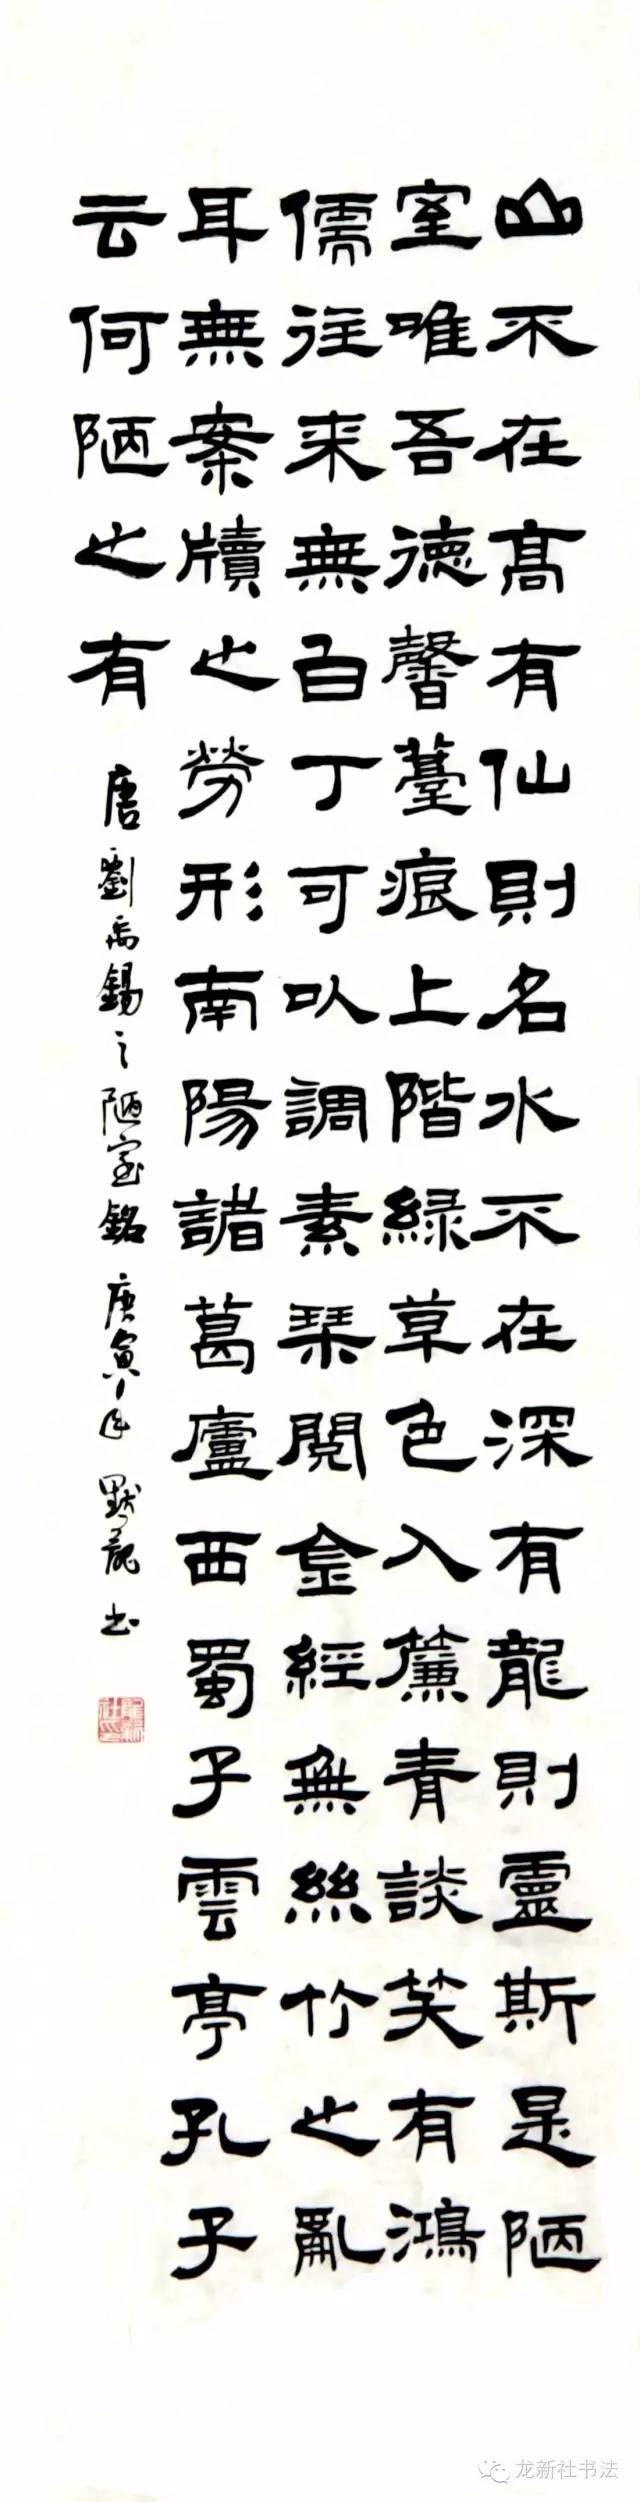 山不在高有仙則名水不在深有龍則靈斯是陋
室唯吾德馨薹痕上階綠草色入簾青談笑有鴻
儒往来無白丁可以調素琴閱金經無絲竹之亂
耳無案牘之勞形南陽諸葛廬西蜀子雲亭孔子
云何陋之有
唐劉禹錫之陋室銘庚寅年默龍书
龙新社书法